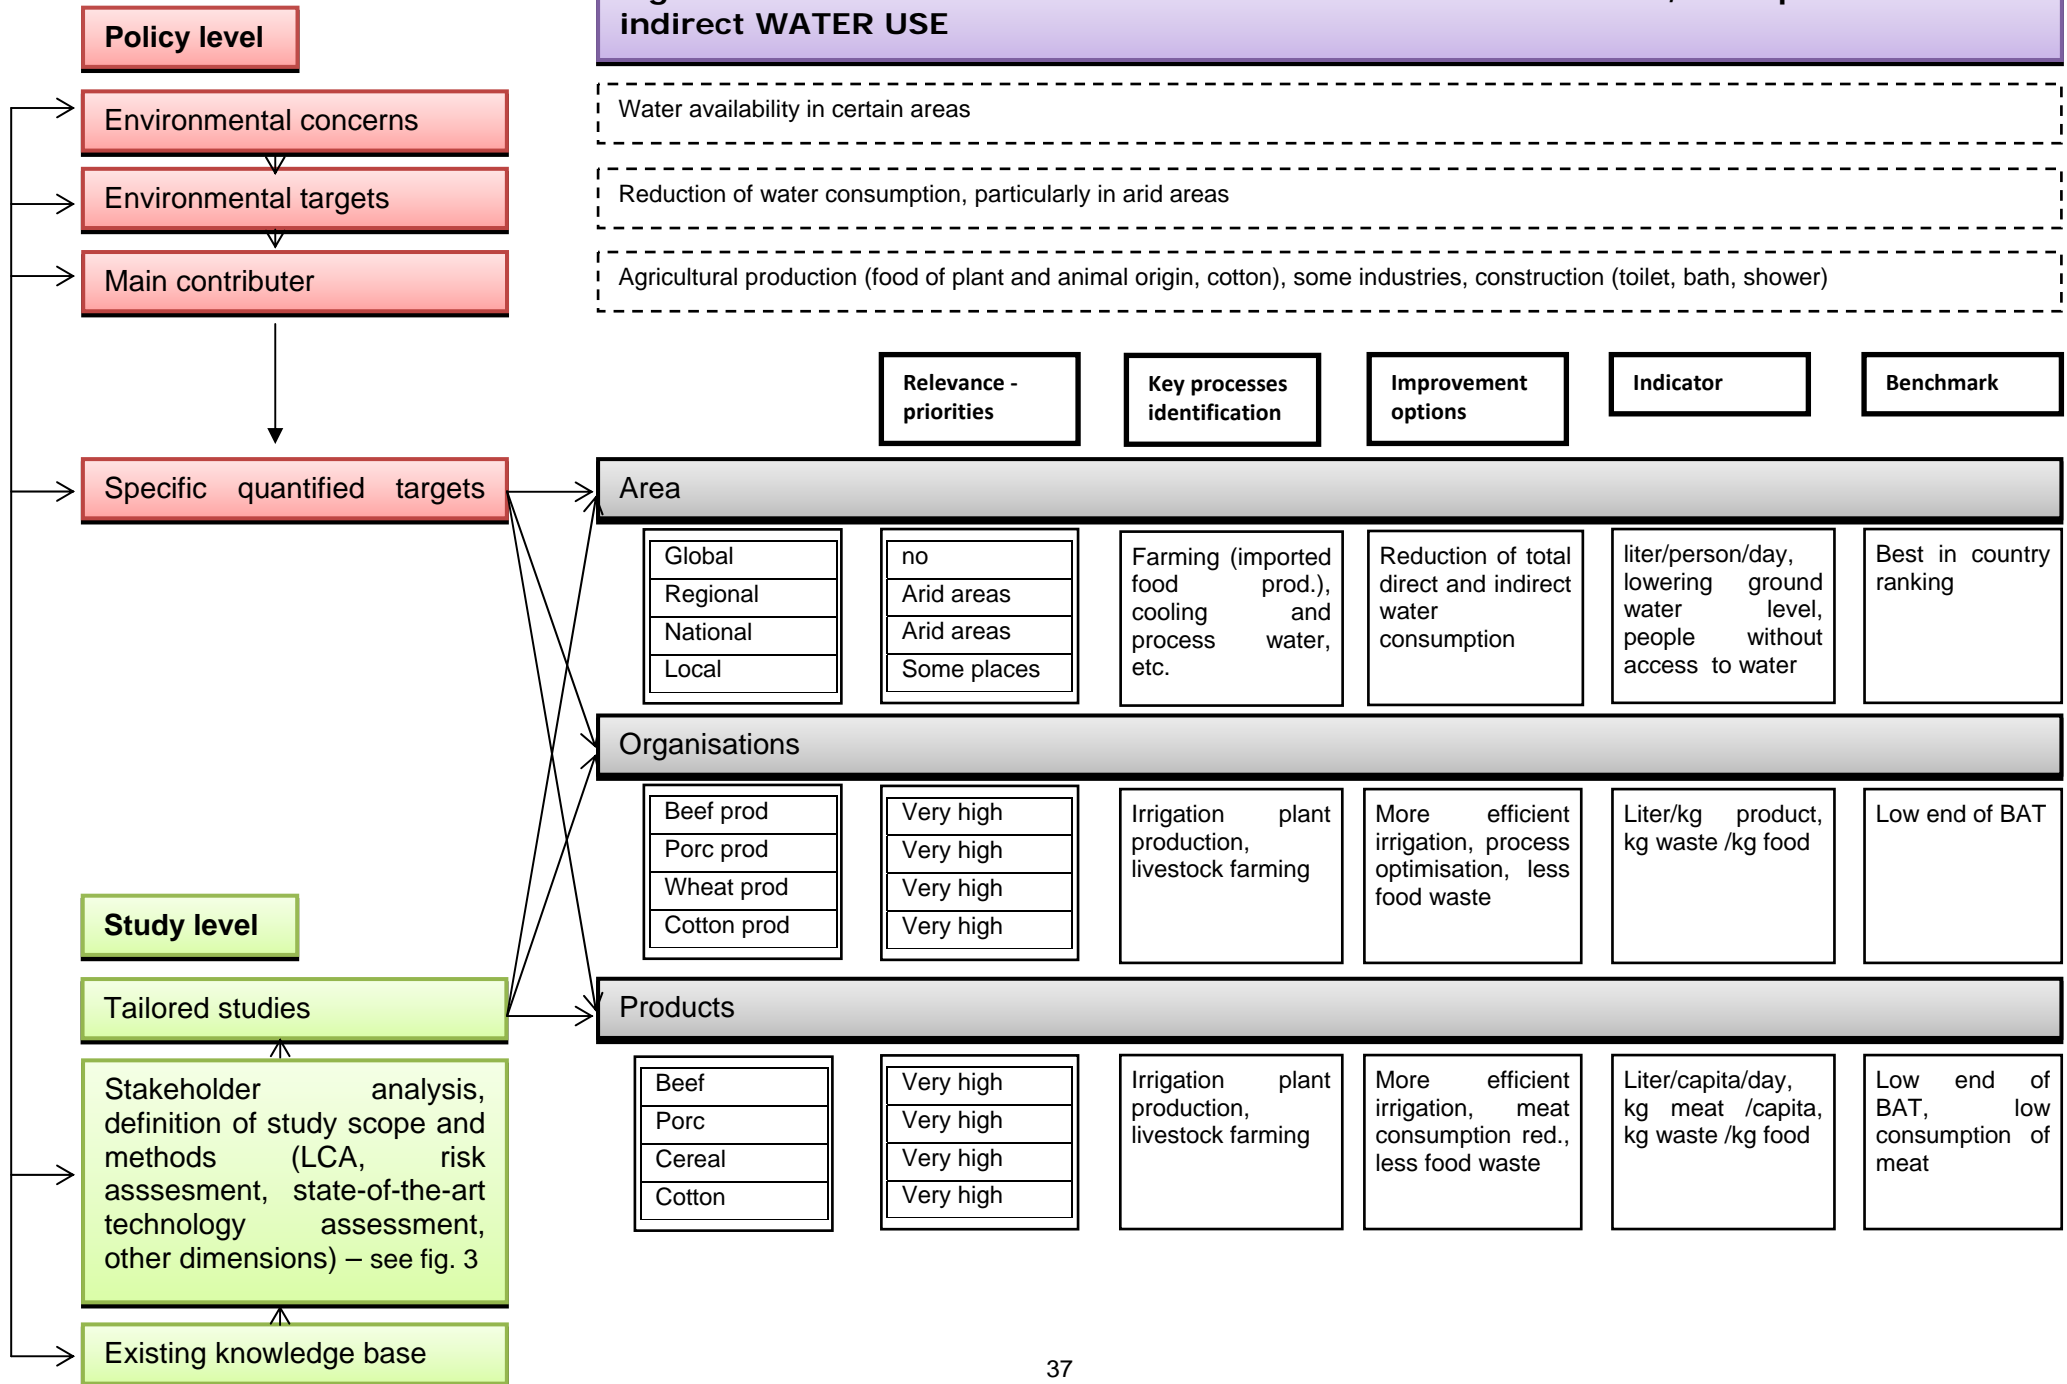 indirect WATER USE
Policy level
Environmental concerns
Water availability in certain areas
Environmental targets
Reduction of water consumption, particularly in arid areas
Main contributer
Agricultural production (food of plant and animal origin, cotton), some industries, construction (toilet, bath, shower)
Relevance -
priorities
Key processes
identification
Improvement
options
Indicator
Benchmark
Specific quantified targets
Area
Global
Regional
National
Local
no
Arid areas
Arid areas
Some places
Farming (imported
food prod.),
cooling and
process water,
etc.
Reduction of total
direct and indirect
water
consumption
liter/person/day,
lowering ground
water level,
people without
access to water
Best in country
ranking
Organisations
Beef prod
Porc prod
Wheat prod
Cotton prod
Very high
Very high
Very high
Very high
Irrigation plant
production,
livestock farming
More efficient
irrigation, process
optimisation, less
food waste
Liter/kg product,
kg waste /kg food
Low end of BAT
Study level
Tailored studies
Products
Beef
Porc
Cereal
Cotton
Very high
Very high
Very high
Very high
Irrigation plant
production,
livestock farming
More efficient
irrigation, meat
consumption red.,
less food waste
Liter/capita/day,
kg meat /capita,
kg waste /kg food
Low end of
BAT, low
consumption of
meat
Stakeholder analysis,
definition of study scope and
methods (LCA, risk
asssesment, state-of-the-art
technology assessment,
other dimensions) – see fig. 3
Existing knowledge base
37